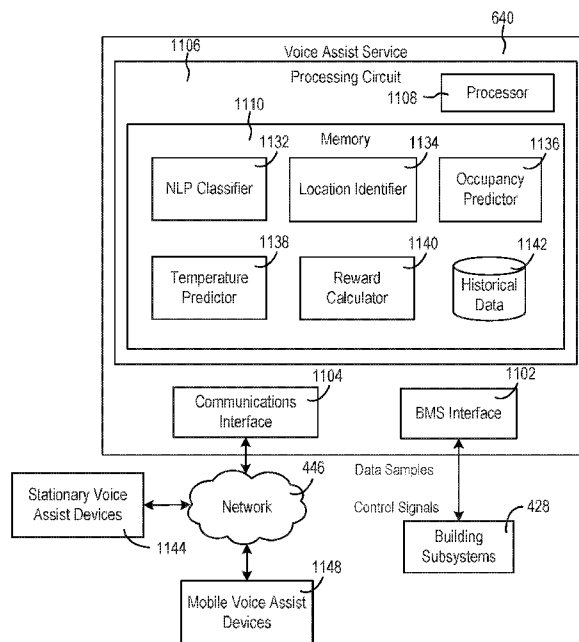 640
Voice Assist Service
1106
Processing Circuit
1108
Processor
1110
Memory
1132
1134
1136
NLP Classifier
Location Identifier
Occupancy
Predictor
1138
1140
1142
Temperature
Predictor
Reward
Calculator
Historical
Data
1104
1102
Communications
Interface
BMS Interface
Data Samples
Stationary Voice
Assist Devices
446
Network
Control Signals
428
1144
1148
Building
Subsystems
Mobile Voice Assist
Devices